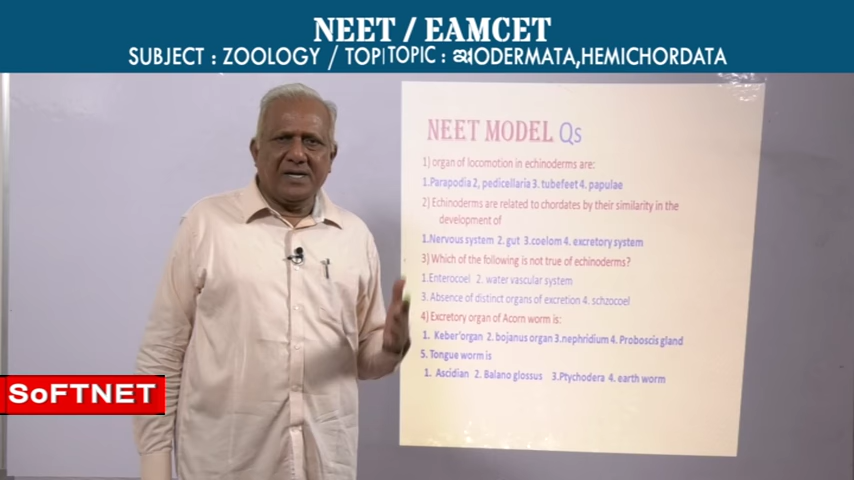 NEET / EAMCET
SUBJECT : ZOOLOGY / TOPI TOPIC : ODERMATA,HEMICHORDATA
NEET MODEL Qs
1) organ of locomotion in echinoderms are:
1.Parapodia 2, pedicellaria 3. tubefeet 4. papulae
2) Echinoderms are related to chordates by their similarity in the
development of
1.Nervous system 2. gut 3.coelom 4. excretory system
3) Which of the following is not true of echinoderms?
1.Enterocoel 2. water vascular system
3. Absence of distinct organs of excretion 4. schzocoel
4) Excretory organ of Acorn worm is:
1. Keber'organ 2. bojanus organ 3.nephridium 4. Proboscis gland
5. Tongue worm is
1. Ascidian 2. Balano glossus 3.Ptychodera 4. earth worm
SoFTNET